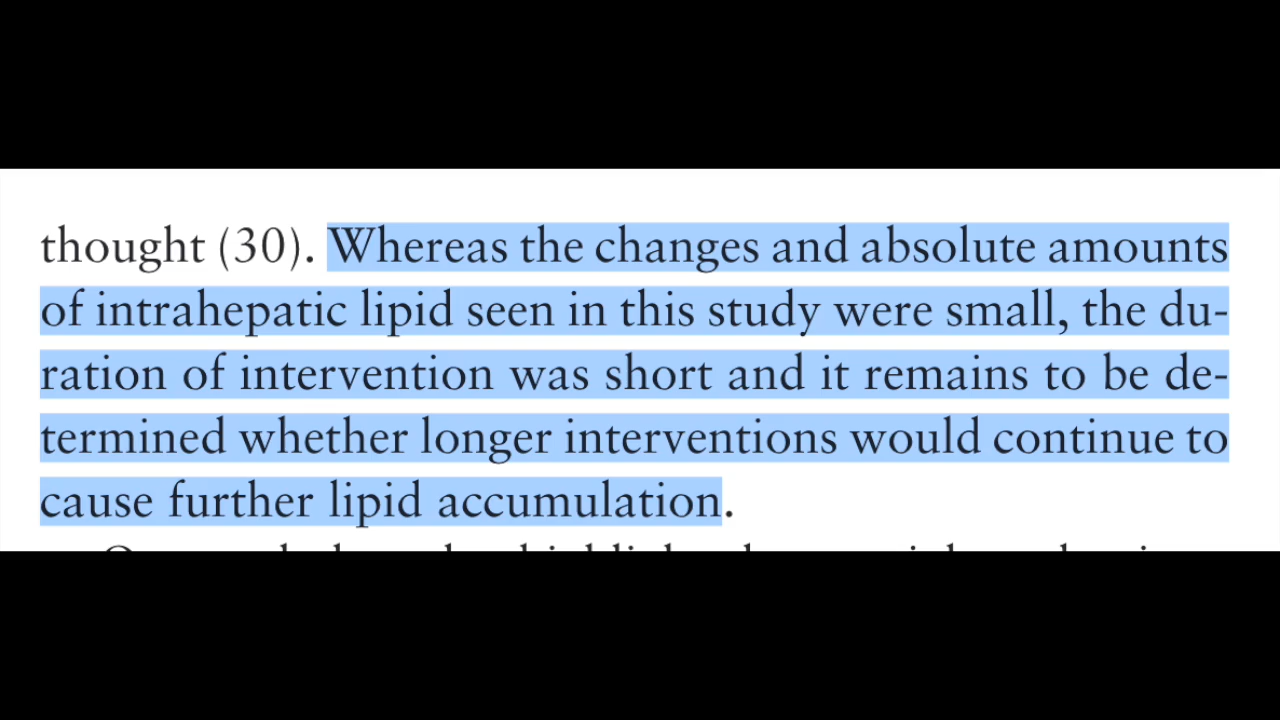 thought (30). Whereas the changes and absolute amounts
of intrahepatic lipid seen in this study were small, the du-
ration of intervention was short and it remains to be de-
termined whether longer interventions would continue to
cause further lipid accumulation.